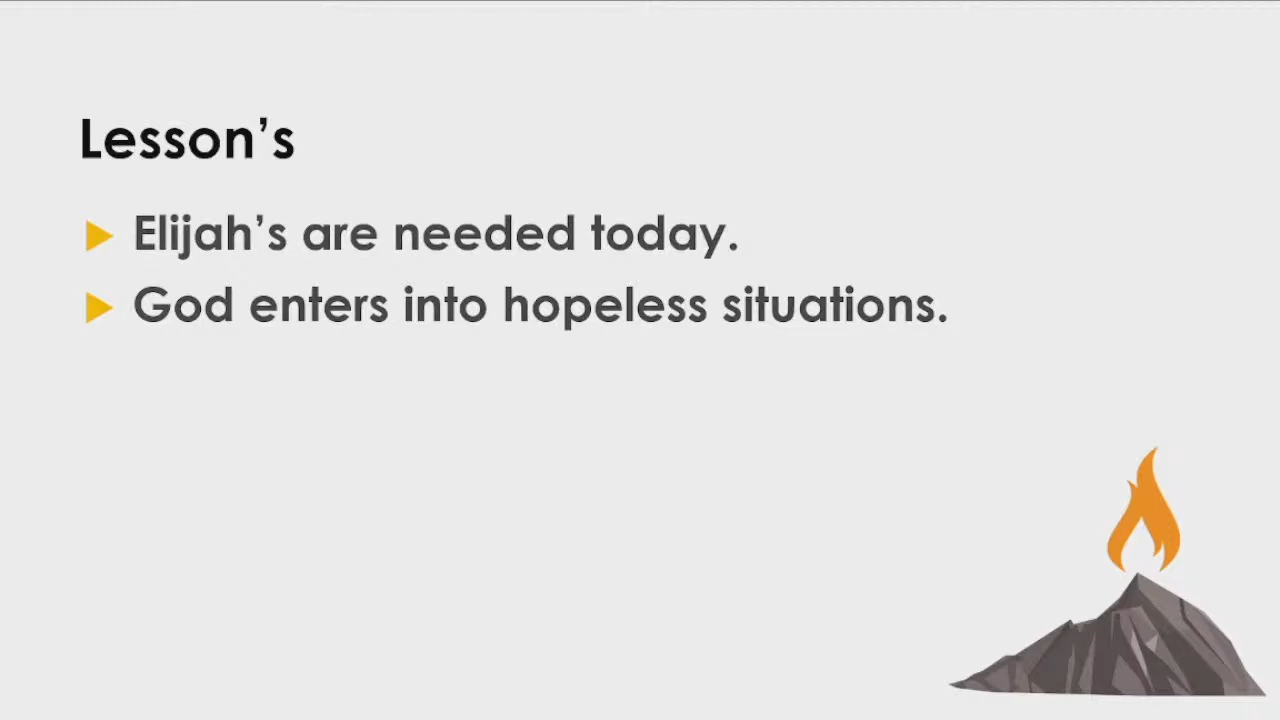 Lesson’s
Elijah’s are needed today.
God enters into hopeless situations.